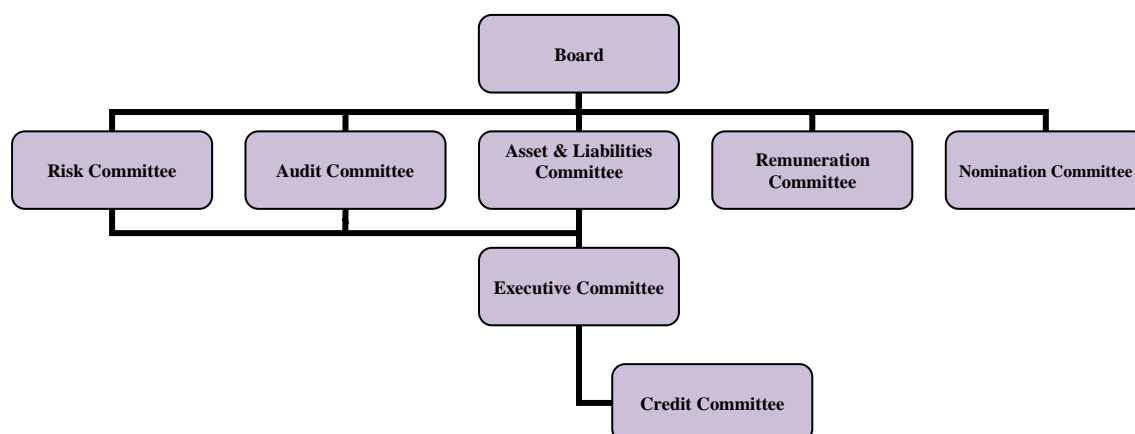 Board
Risk Committee
Audit Committee
Asset & Liabilities
Committee
Remuneration
Committee
Nomination Committee
Executive Committee
Credit Committee